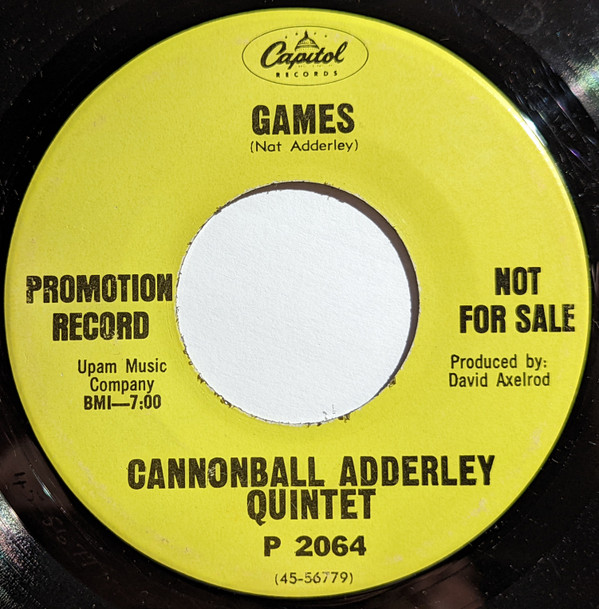 Capitol
RECORDS
GAMES
(Nat Adderley)
PROMOTION
RECORD
Upam Music
Company
BMI—7:00
NOT
FOR SALE
Produced by:
David Axelrod
CANNONBALL ADDERLEY
QUINTET
P 2064
(45-56779)